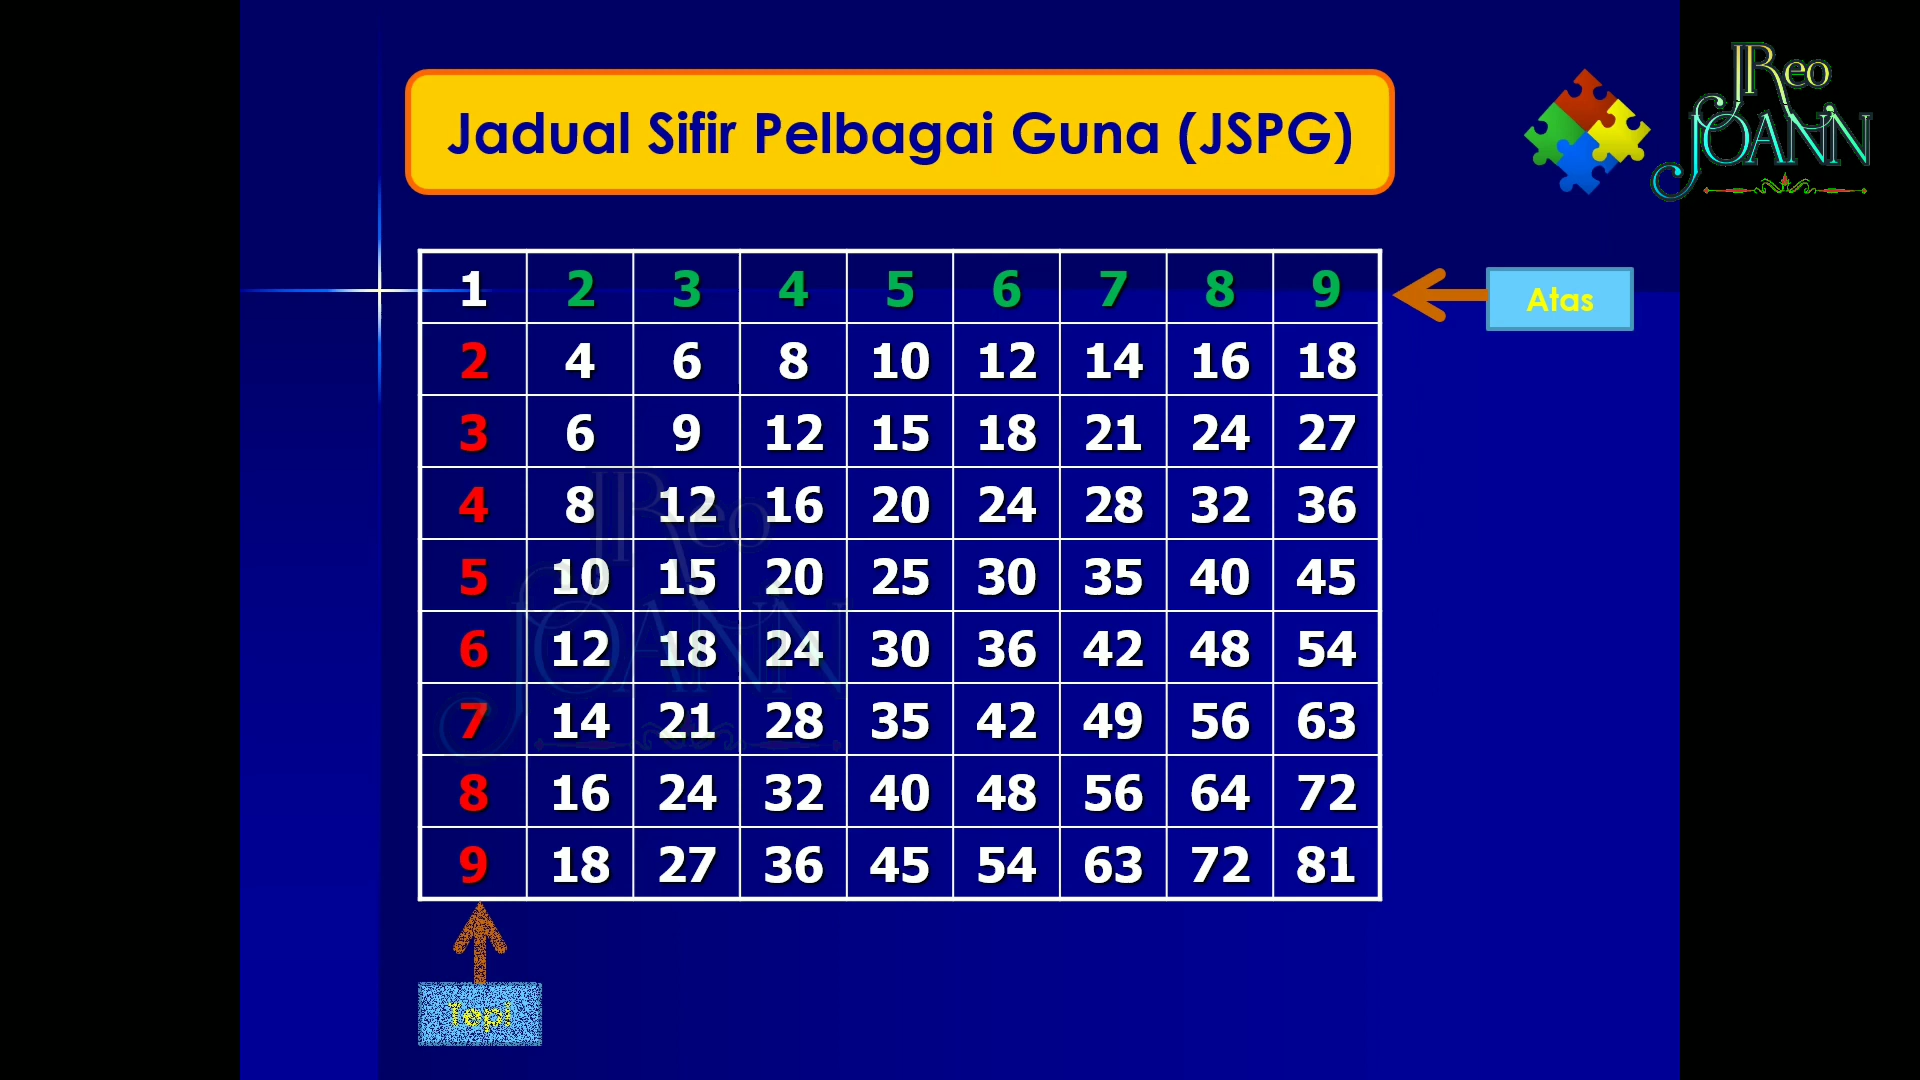 JReo
JOANN
Jadual Sifir Pelbagai Guna (JSPG)
1 2 3 4 5 6 7 8 9
Atas
2 4 6 8 10 12 14 16 18
3 6 9 12 15 18 21 24 27
4 8 12 16 20 24 28 32 36
5 10 15 20 25 30 35 40 45
6 12 18 24 30 36 42 48 54
7 14 21 28 35 42 49 56 63
8 16 24 32 40 48 56 64 72
9 18 27 36 45 54 63 72 81
JReo
JOANN
Tepi